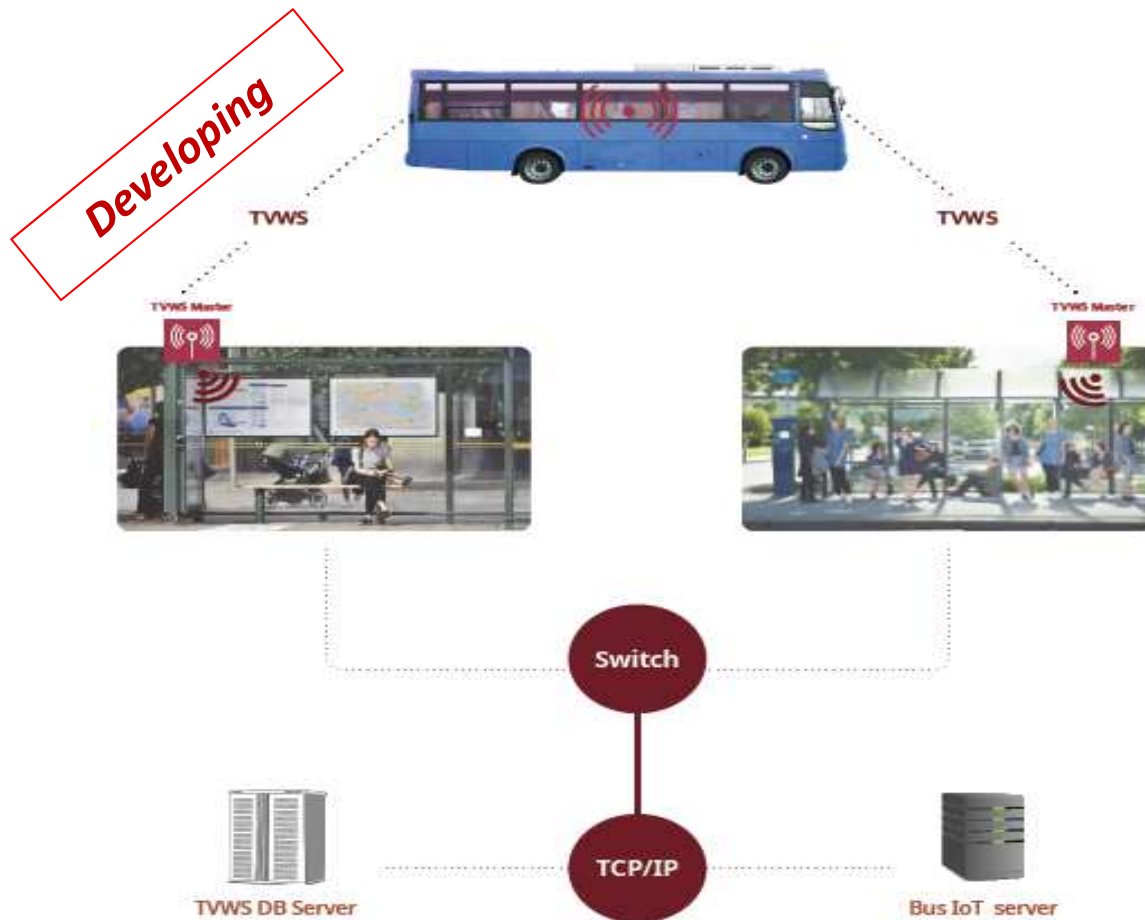 Developing
TVWS
TVWS
TVWS Master
TVWS Master
Switch
TCP/IP
TVWS DB Server
Bus IoT server